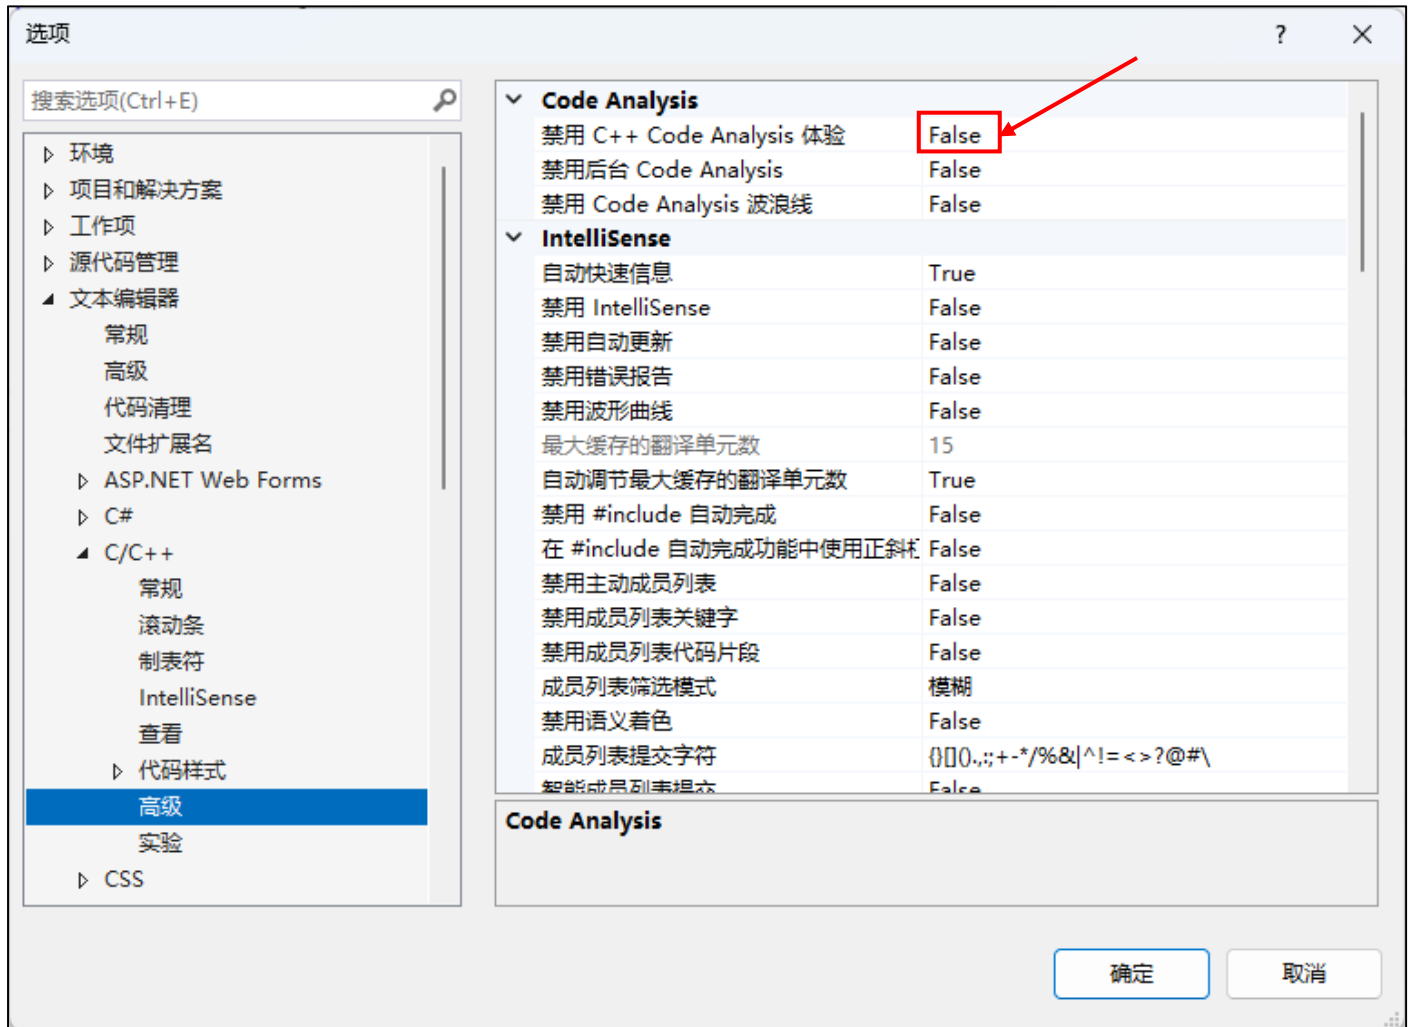 选项
?
搜索选项(Ctrl+E)
环境
项目和解决方案
工作项
源代码管理
文本编辑器
常规
高级
代码清理
文件扩展名
ASP.NET Web Forms
C#
C/C++
常规
滚动条
制表符
IntelliSense
查看
代码样式
高级
实验
CSS
Code Analysis
禁用 C++ Code Analysis 体验 False
禁用后台 Code Analysis False
禁用 Code Analysis 波浪线 False
IntelliSense
自动快速信息 True
禁用 IntelliSense False
禁用自动更新 False
禁用错误报告 False
禁用波形曲线 False
最大缓存的翻译单元数 15
自动调节最大缓存的翻译单元数 True
禁用 #include 自动完成 False
在 #include 自动完成功能中使用正斜 False
禁用主动成员列表 False
禁用成员列表关键字 False
禁用成员列表代码片段 False
成员列表筛选模式 模糊
禁用语义着色 False
成员列表提交字符 {}[]().,:;+-*/%&|^!=<>?@#\
智能成员列表提交 False
Code Analysis
确定
取消